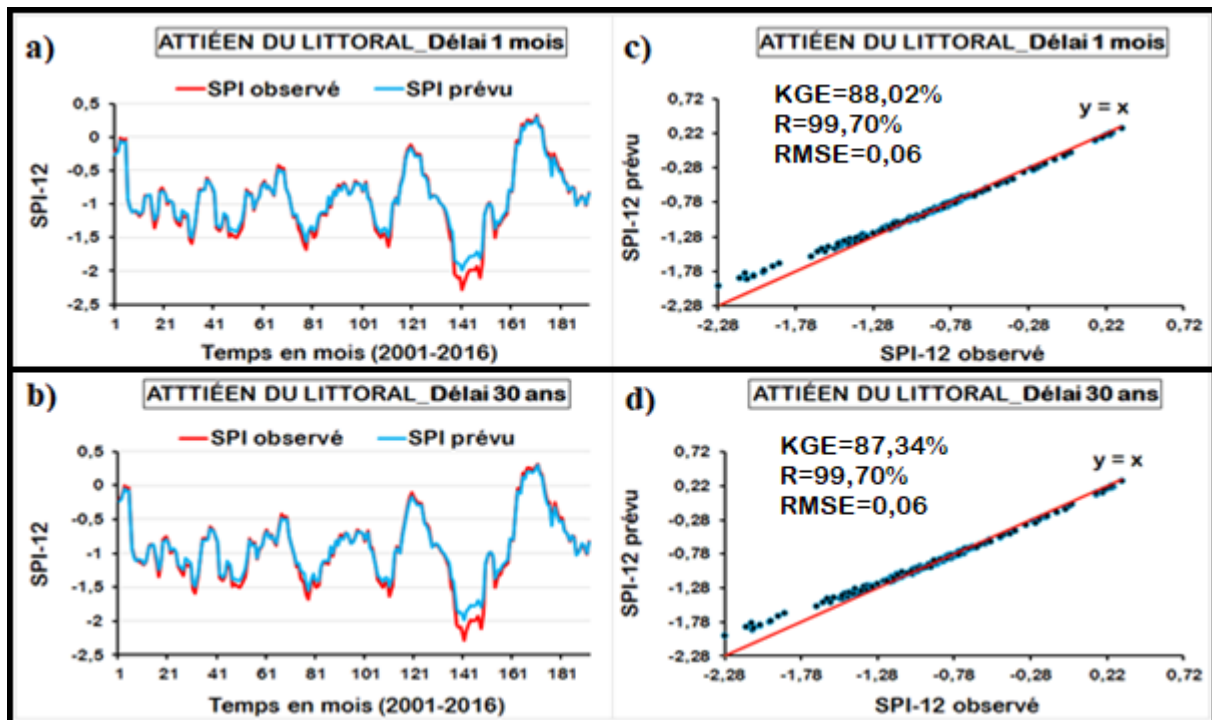 a)
ATTIÉEN DU LITTORAL_Délai 1 mois
SPI observé SPI prévu
SPI-12
0,5
0
-0,5
-1
-1,5
-2
-2,5
1 21 41 61 81 101 121 141 161 181
Temps en mois (2001-2016)
c)
ATTIÉEN DU LITTORAL_Délai 1 mois
KGE=88,02%
R=99,70%
RMSE=0,06
y = x
SPI-12 prévu
0,72
0,22
-0,28
-0,78
-1,28
-1,78
-2,28
-2,28 -1,78 -1,28 -0,78 -0,28 0,22 0,72
SPI-12 observé
b)
ATTTIÉEN DU LITTORAL_Délai 30 ans
SPI observé SPI prévu
SPI-12
0,5
0
-0,5
-1
-1,5
-2
-2,5
1 21 41 61 81 101 121 141 161 181
Temps en mois (2001-2016)
d)
ATTIÉEN DU LITTORAL_Délai 30 ans
KGE=87,34%
R=99,70%
RMSE=0,06
y = x
SPI-12 prévu
0,72
0,22
-0,28
-0,78
-1,28
-1,78
-2,28
-2,28 -1,78 -1,28 -0,78 -0,28 0,22 0,72
SPI-12 observé